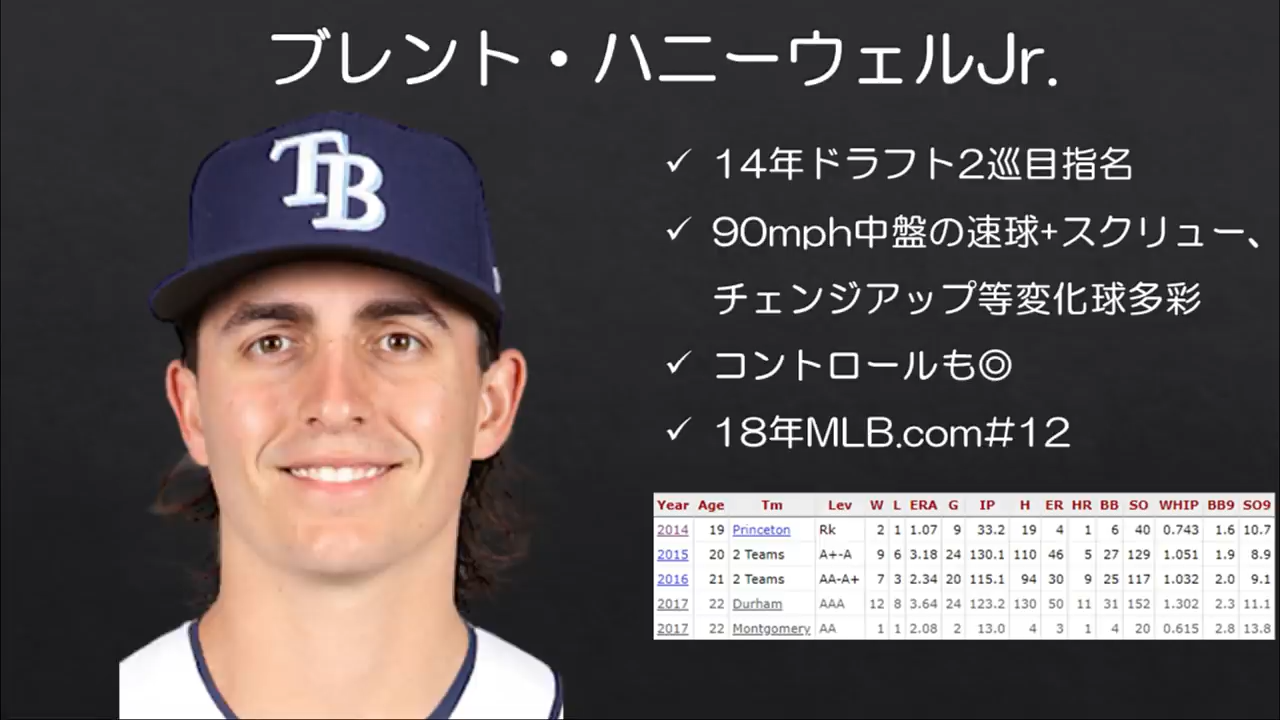 ブレント・ハニーウェルJr.
TB
✓ 14年ドラフト2巡目指名
✓ 90mph中盤の速球+スクリュー、
チェンジアップ等変化球多彩
✓ コントロールも◎
✓ 18年MLB.com#12
Year Age Tm Lev W L ERA G IP H ER HR BB SO WHIP BB9 SO9
2014 19 Princeton Rk 2 1 1.07 9 33.2 19 4 1 6 40 0.743 1.6 10.7
2015 20 2 Teams A+-A 9 6 3.18 24 130.1 110 46 5 27 129 1.051 1.9 8.9
2016 21 2 Teams AA-A+ 7 3 2.34 20 115.1 94 30 9 25 117 1.032 2.0 9.1
2017 22 Durham AAA 12 8 3.64 24 123.2 130 50 11 31 152 1.302 2.3 11.1
2017 22 Montgomery AA 1 1 2.08 2 13.0 4 3 1 4 20 0.615 2.8 13.8